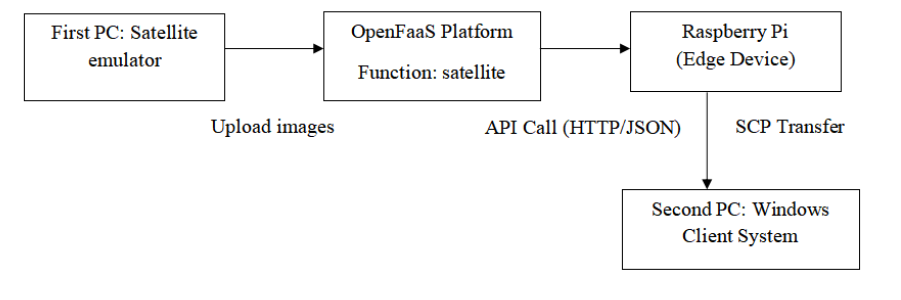 First PC: Satellite
emulator
OpenFaaS Platform
Function: satellite
Raspberry Pi
(Edge Device)
Upload images
API Call (HTTP/JSON)
SCP Transfer
Second PC: Windows
Client System